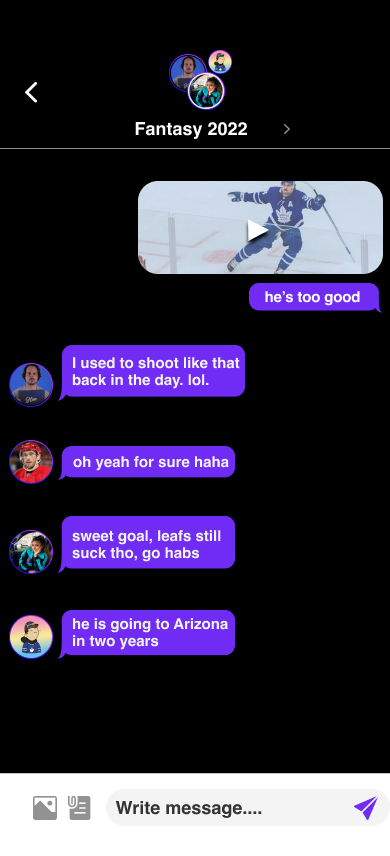 Fantasy 2022
A
he's too good
I used to shoot like that
back in the day. lol.
oh yeah for sure haha
sweet goal, leafs still
suck tho, go habs
he is going to Arizona
in two years
Write message....